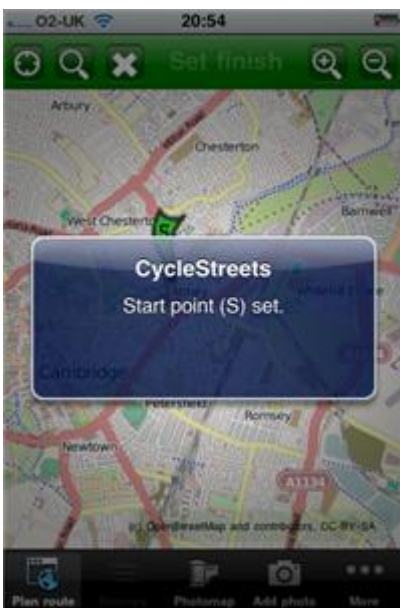 O2-UK 20:54
Set finish
Arbury
Chesterton
West Chesterto
Barnwell
CycleStreets
Start point (S) set.
Cambridge
Petersfield
Romsey
Newtown
A1134
(c) OpenStreetMap and contributors, CC-BY-SA
Plan route Photomap Add photo More